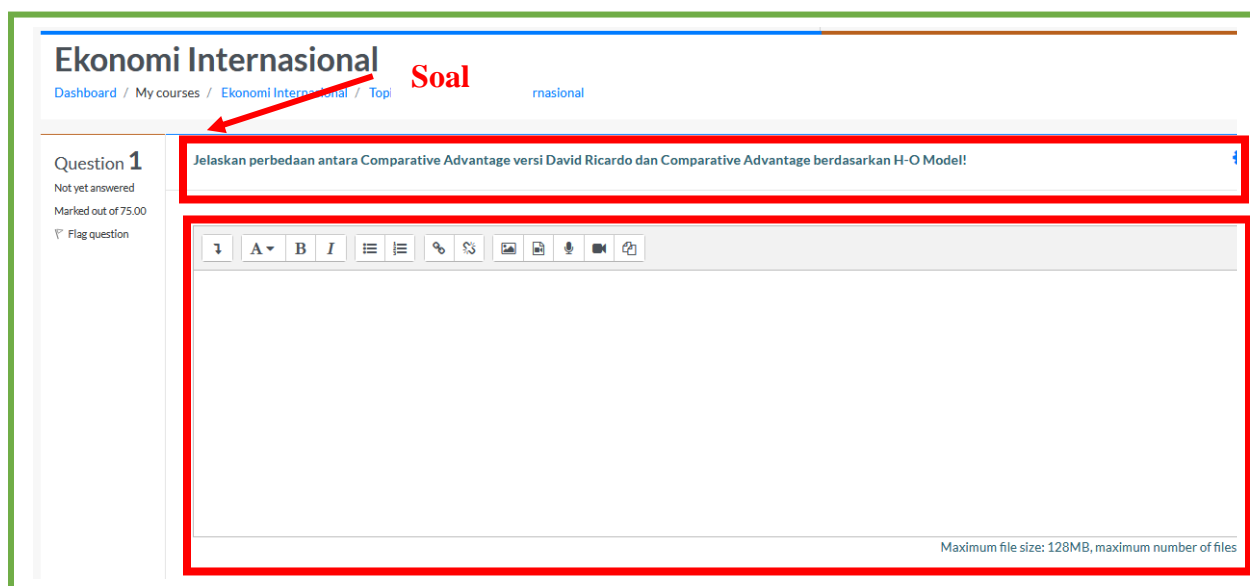 Ekonomi Internasional
Soal
Dashboard / My courses / Ekonomi Internasional / Topi rnasional
Question 1
Not yet answered
Marked out of 75.00
Flag question
Jelaskan perbedaan antara Comparative Advantage versi David Ricardo dan Comparative Advantage berdasarkan H-O Model!
A B I
Maximum file size: 128MB, maximum number of files